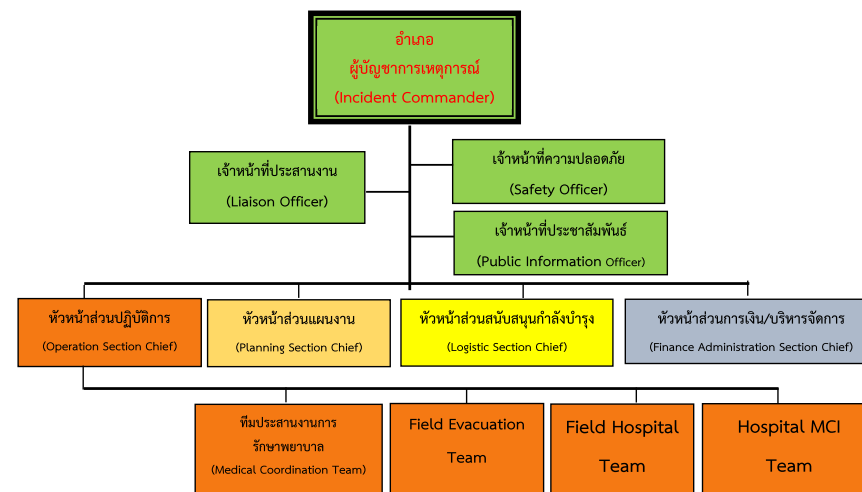 อำเภอ
ผู้บัญชาการเหตุการณ์
(Incident Commander)
เจ้าหน้าที่ประสานงาน
(Liaison Officer)
เจ้าหน้าที่ความปลอดภัย
(Safety Officer)
เจ้าหน้าที่ประชาสัมพันธ์
(Public Information Officer)
หัวหน้าส่วนปฏิบัติการ
(Operation Section Chief)
หัวหน้าส่วนแผนงาน
(Planning Section Chief)
หัวหน้าส่วนสนับสนุนกำลังบำรุง
(Logistic Section Chief)
หัวหน้าส่วนการเงิน/บริหารจัดการ
(Finance Administration Section Chief)
ทีมประสานงานการ
รักษาพยาบาล
(Medical Coordination Team)
Field Evacuation
Team
Field Hospital
Team
Hospital MCI
Team